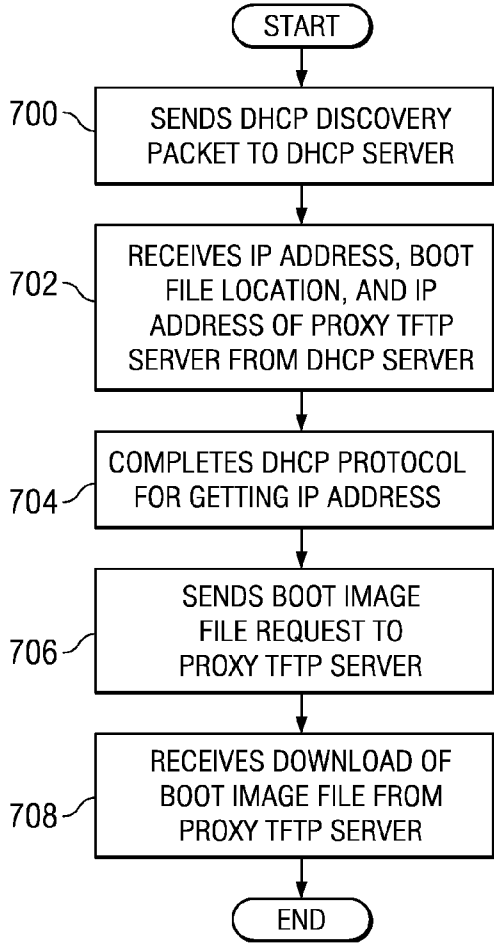 START
700
SENDS DHCP DISCOVERY
PACKET TO DHCP SERVER
702
RECEIVES IP ADDRESS, BOOT
FILE LOCATION, AND IP
ADDRESS OF PROXY TFTP
SERVER FROM DHCP SERVER
704
COMPLETES DHCP PROTOCOL
FOR GETTING IP ADDRESS
706
SENDS BOOT IMAGE
FILE REQUEST TO
PROXY TFTP SERVER
708
RECEIVES DOWNLOAD OF
BOOT IMAGE FILE FROM
PROXY TFTP SERVER
END